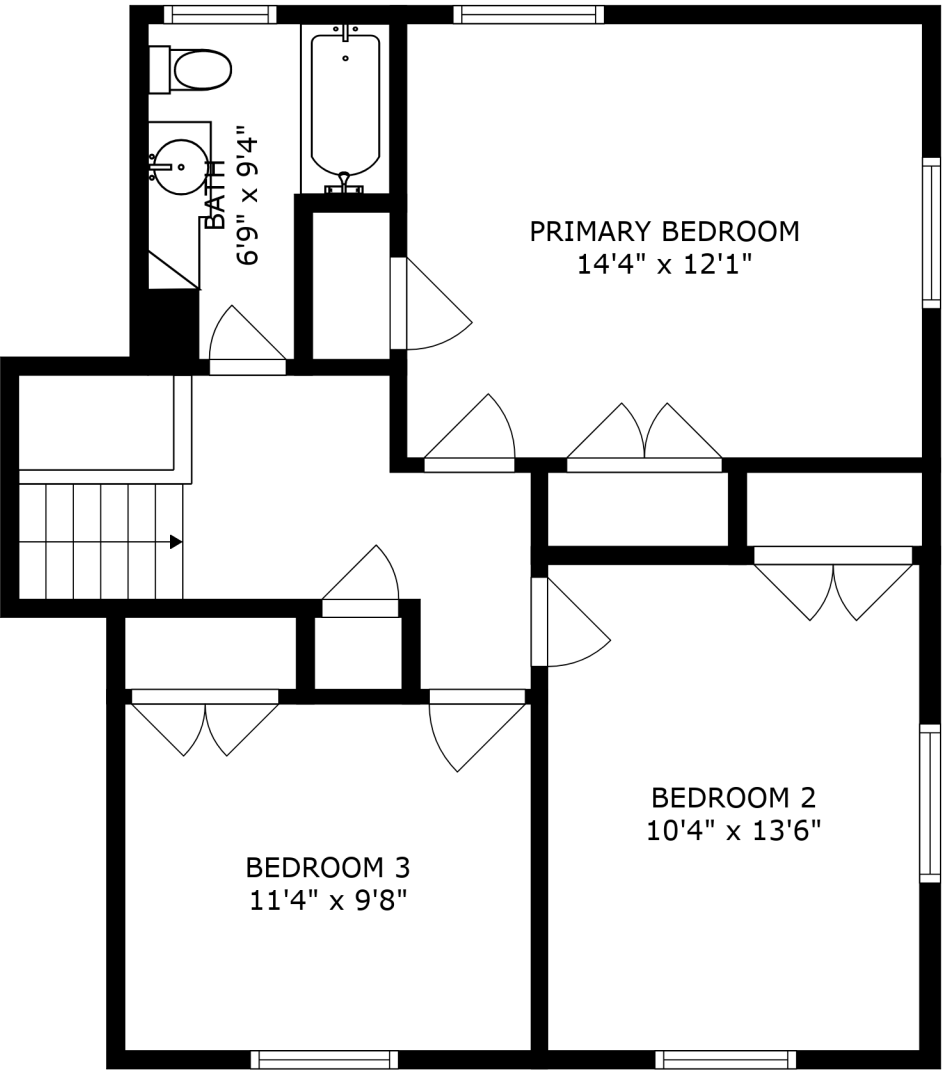 BATH
6'9" x 9'4"
PRIMARY BEDROOM
14'4" x 12'1"
BEDROOM 2
10'4" x 13'6"
BEDROOM 3
11'4" x 9'8"